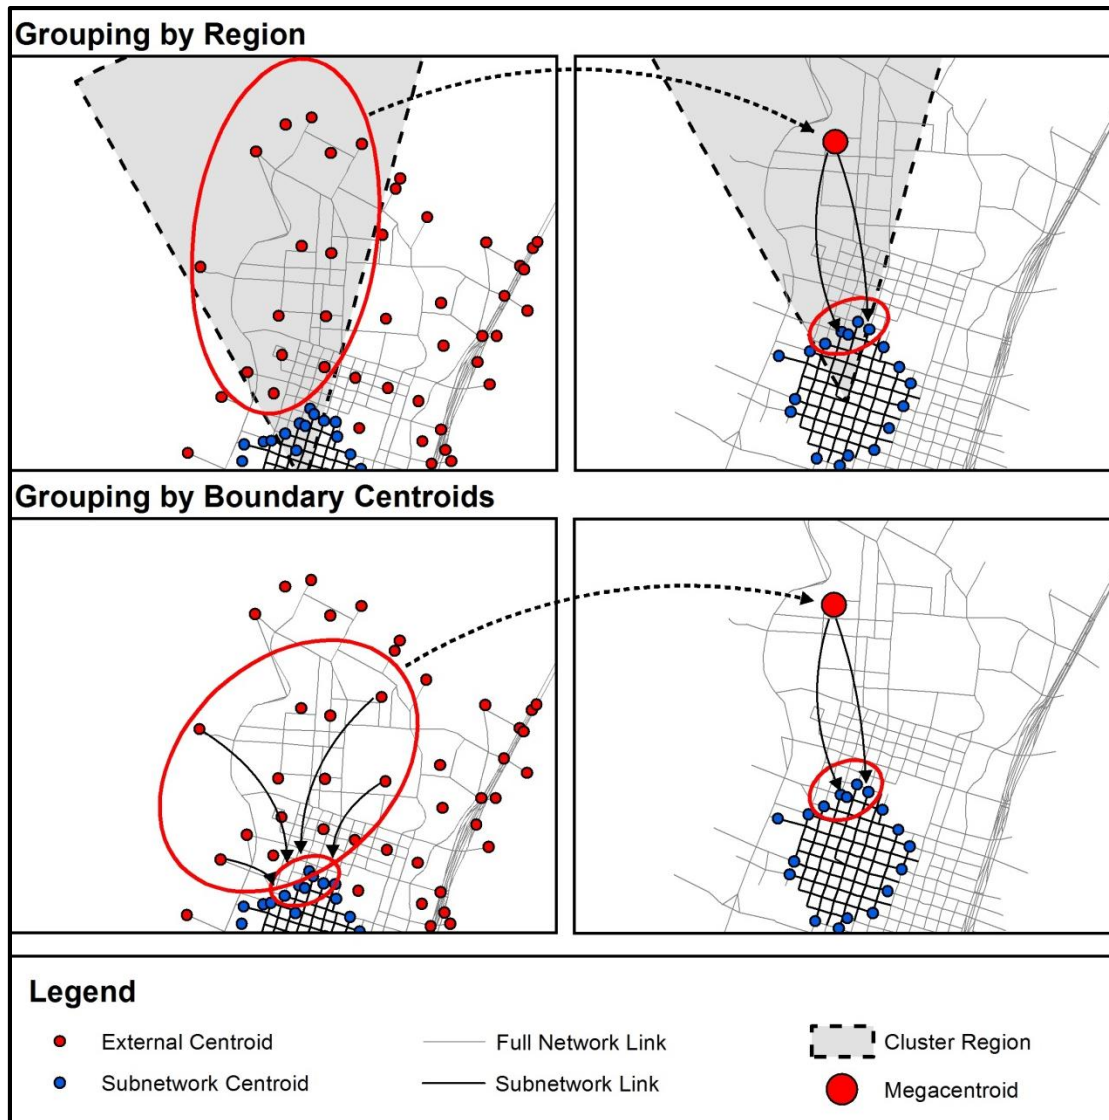 Grouping by Region
Grouping by Boundary Centroids
Legend
External Centroid
Full Network Link
Cluster Region
Subnetwork Centroid
Subnetwork Link
Megacentroid